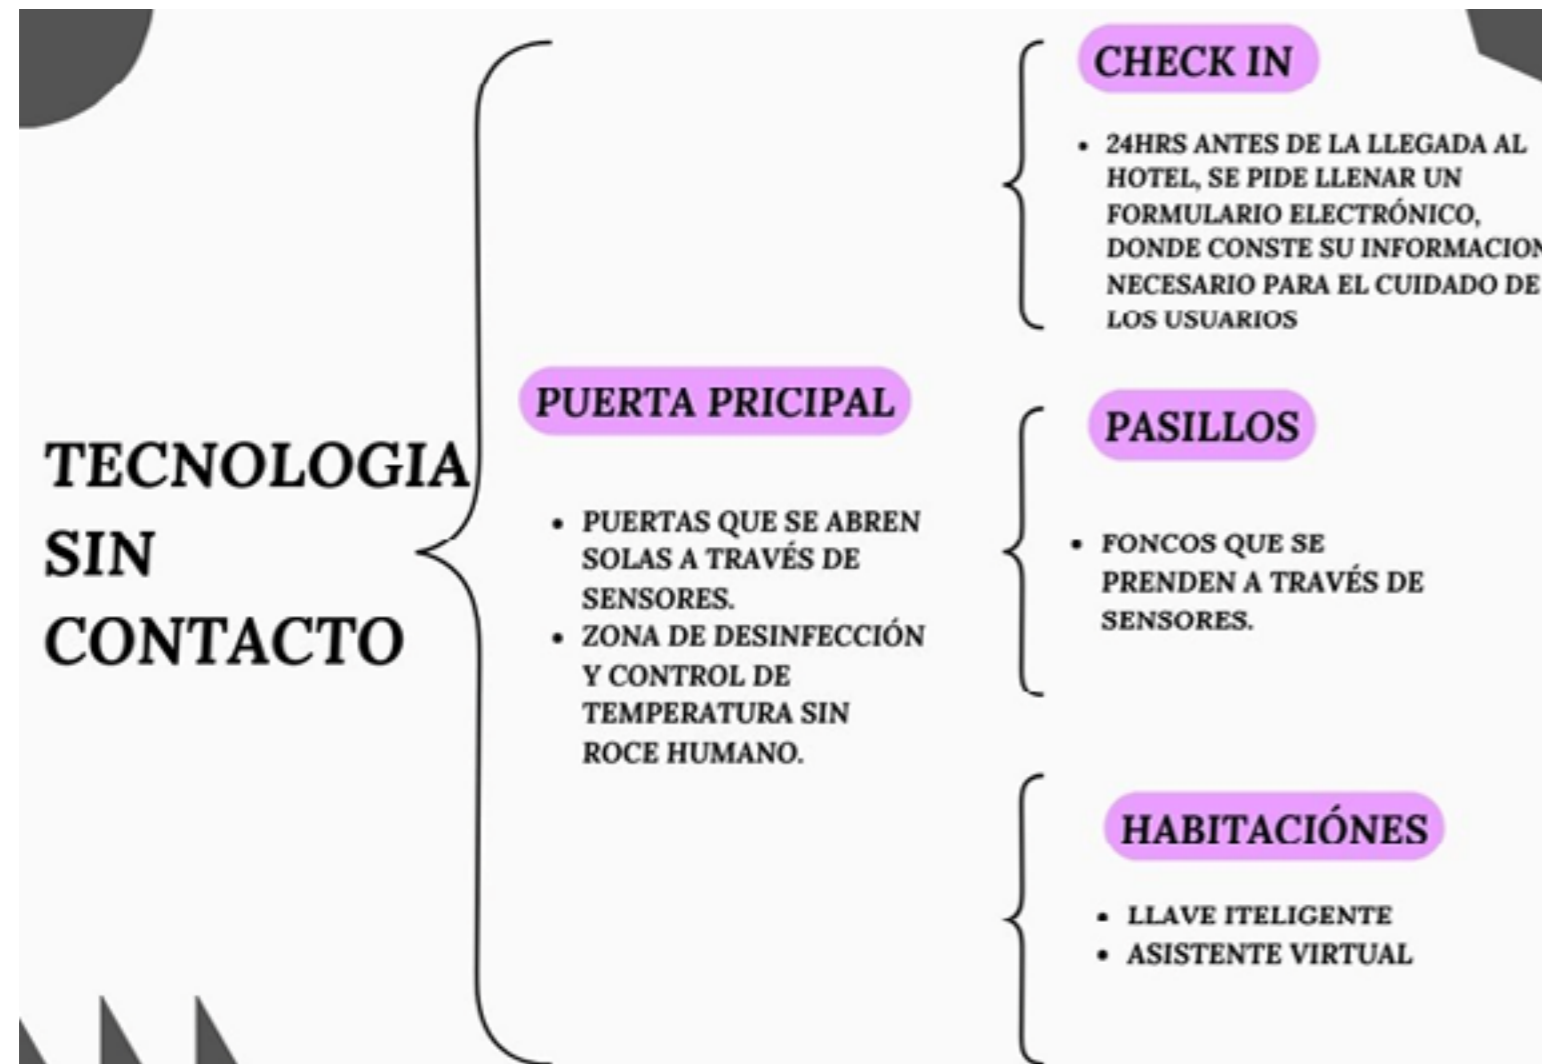 TECNOLOGIA
SIN
CONTACTO
PUERTA PRICIPAL
• PUERTAS QUE SE ABREN
SOLAS A TRAVÉS DE
SENSORES.
• ZONA DE DESINFECCIÓN
Y CONTROL DE
TEMPERATURA SIN
ROCE HUMANO.
CHECK IN
• 24HRS ANTES DE LA LLEGADA AL
HOTEL, SE PIDE LLENAR UN
FORMULARIO ELECTRÓNICO,
DONDE CONSTE SU INFORMACION
NECESARIO PARA EL CUIDADO DE
LOS USUARIOS
PASILLOS
• FONCOS QUE SE
PRENDEN A TRAVÉS DE
SENSORES.
HABITACIÓNES
• LLAVE ITELIGENTE
• ASISTENTE VIRTUAL